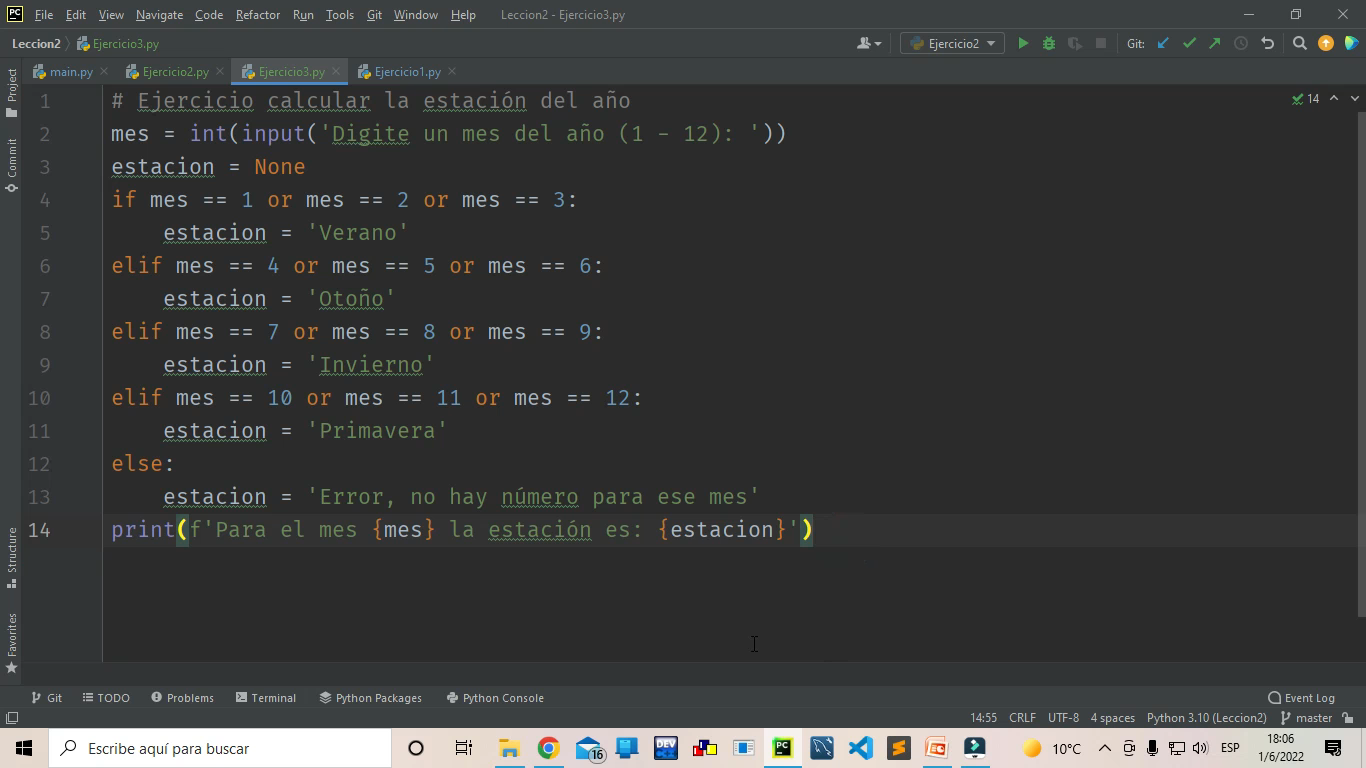 PC File Edit View Navigate Code Refactor Run Tools Git Window Help Leccion2 - Ejercicio3.py
Leccion2 Ejercicio3.py Ejercicio2 Git:
main.py Ejercicio2.py Ejercicio3.py Ejercicio1.py
Project
Commit
Structure
Favorites
14
1 # Ejercicio calcular la estación del año
2 mes = int(input('Digite un mes del año (1 - 12): '))
3 estacion = None
4 if mes == 1 or mes == 2 or mes == 3:
5     estacion = 'Verano'
6 elif mes == 4 or mes == 5 or mes == 6:
7     estacion = 'Otoño'
8 elif mes == 7 or mes == 8 or mes == 9:
9     estacion = 'Invierno'
10 elif mes == 10 or mes == 11 or mes == 12:
11     estacion = 'Primavera'
12 else:
13     estacion = 'Error, no hay número para ese mes'
14 print(f'Para el mes {mes} la estación es: {estacion}')
Git TODO Problems Terminal Python Packages Python Console Event Log
14:55 CRLF UTF-8 4 spaces Python 3.10 (Leccion2) master
Escribe aquí para buscar 16 DEV PC 10°C ESP 18:06
1/6/2022